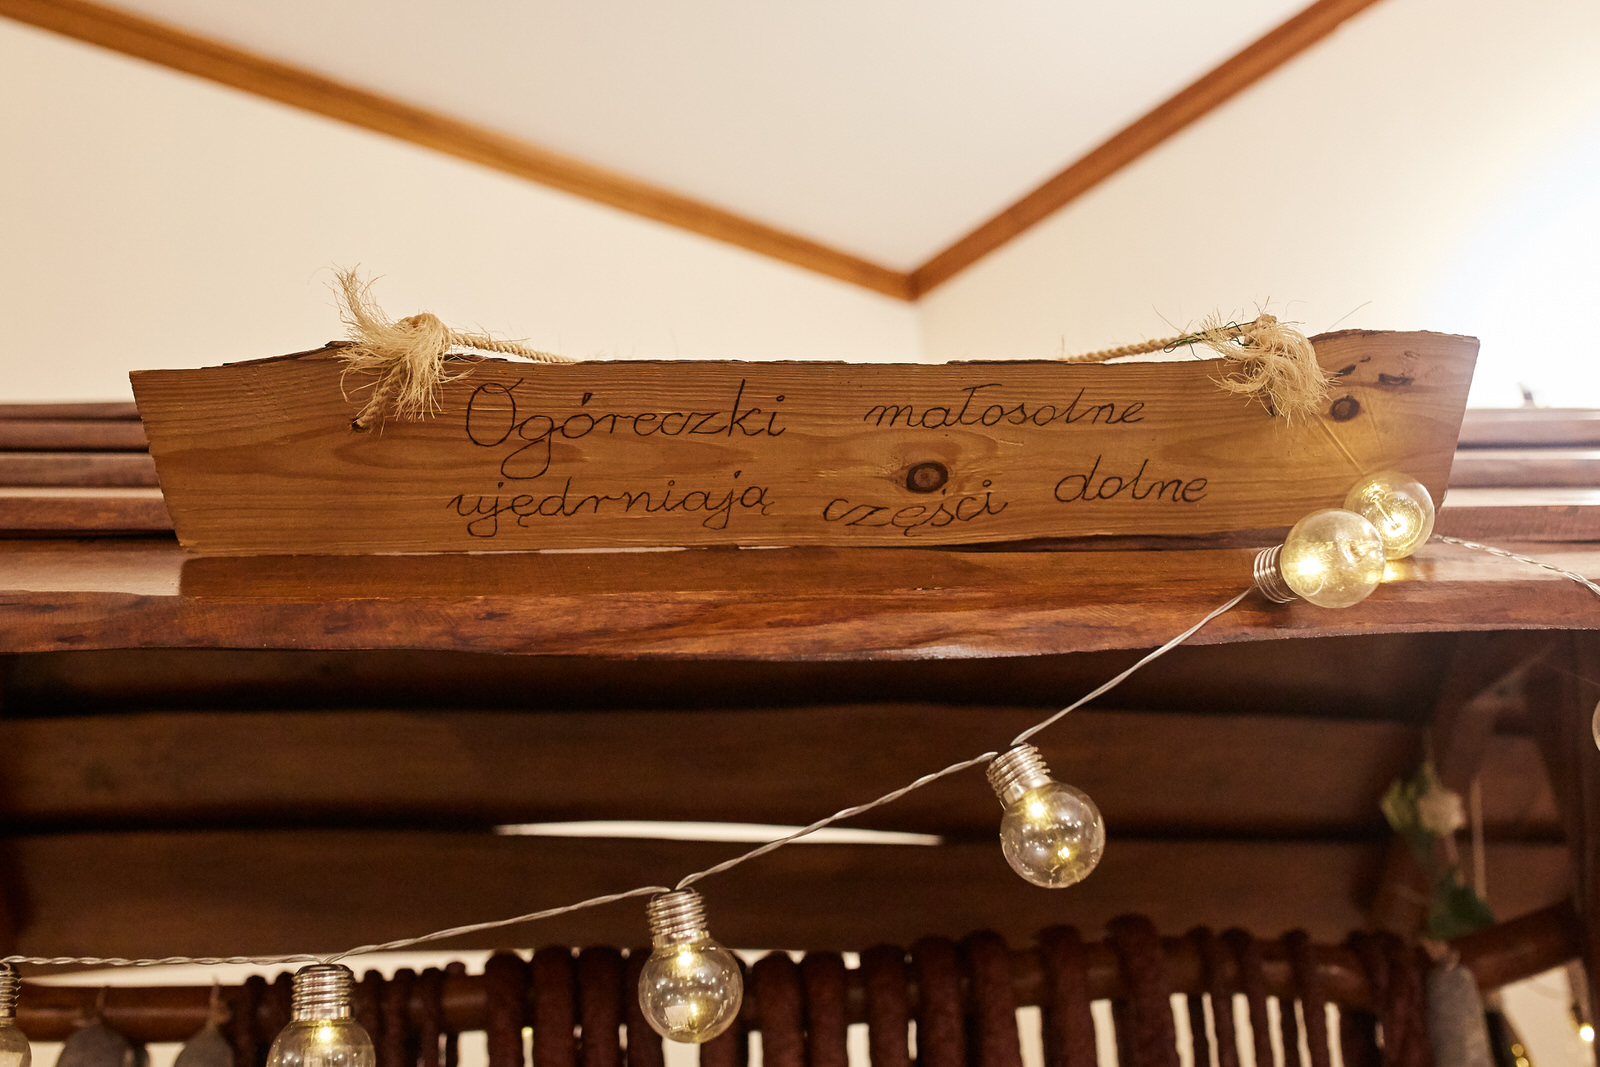 Ogóreczki małosolne
ujędrniają części dolne